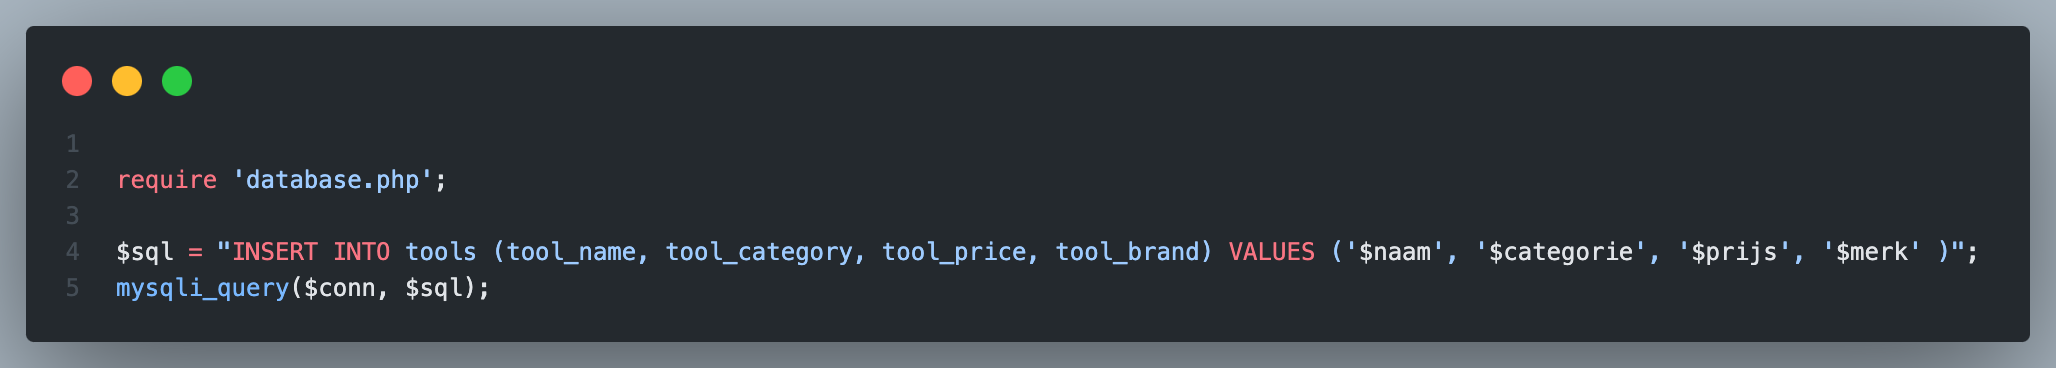 1
2 require 'database.php';
3
4 $sql = "INSERT INTO tools (tool_name, tool_category, tool_price, tool_brand) VALUES ('$naam', '$categorie', '$prijs', '$merk' )";
5 mysqli_query($conn, $sql);